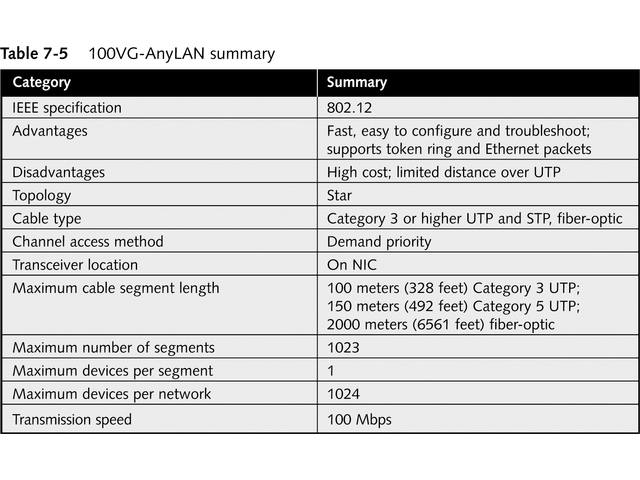 Table 7-5 100VG-AnyLAN summary
Category Summary
IEEE specification 802.12
Advantages Fast, easy to configure and troubleshoot;
supports token ring and Ethernet packets
Disadvantages High cost; limited distance over UTP
Topology Star
Cable type Category 3 or higher UTP and STP, fiber-optic
Channel access method Demand priority
Transceiver location On NIC
Maximum cable segment length 100 meters (328 feet) Category 3 UTP;
150 meters (492 feet) Category 5 UTP;
2000 meters (6561 feet) fiber-optic
Maximum number of segments 1023
Maximum devices per segment 1
Maximum devices per network 1024
Transmission speed 100 Mbps